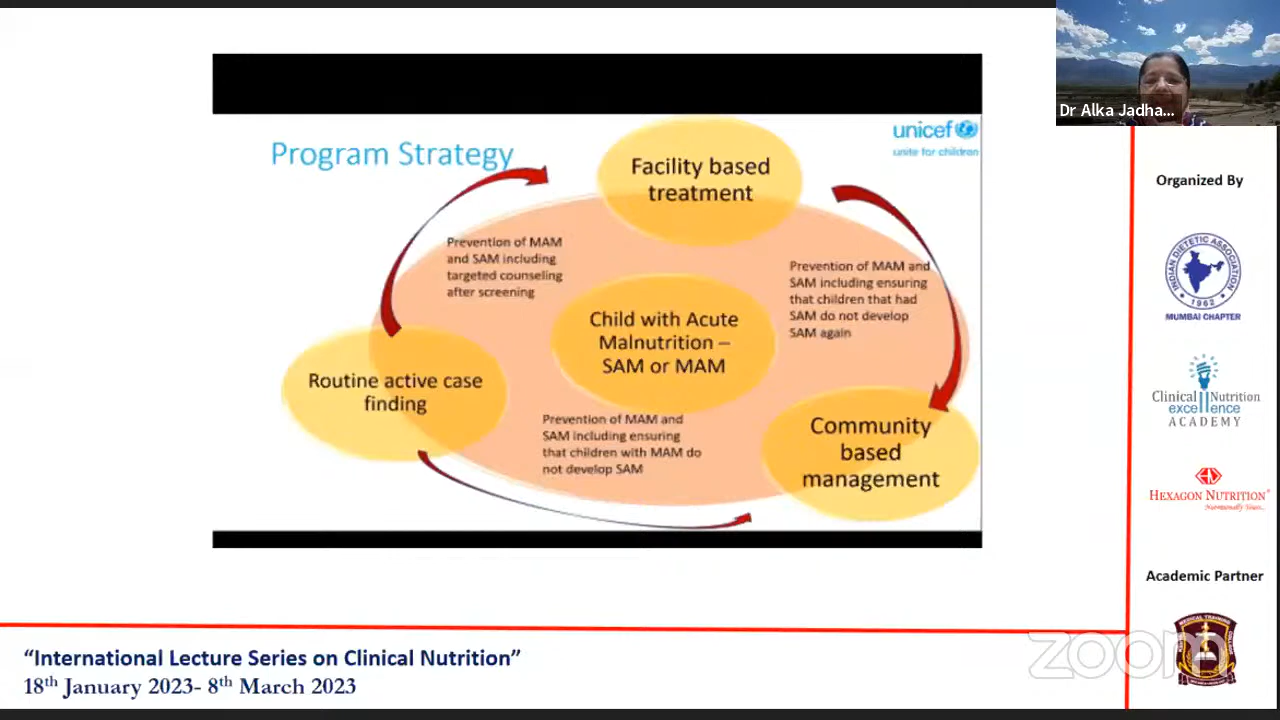 Dr Alka Jadha...
Program Strategy
unicef
unite for children
Facility based
treatment
Prevention of MAM
and SAM including
targeted counseling
after screening
Prevention of MAM and
SAM including ensuring
that children that had
SAM do not develop
SAM again
Child with Acute
Malnutrition –
SAM or MAM
Routine active case
finding
Prevention of MAM and
SAM including ensuring
that children with MAM do
not develop SAM
Community
based
management
Organized By
INDIAN DIETETIC ASSOCIATION
1962
MUMBAI CHAPTER
Clinical Nutrition
excellence
ACADEMY
HEXAGON NUTRITION
Nutritionally Yours..
Academic Partner
MEDICAL TRAINING
zoom
“International Lecture Series on Clinical Nutrition”
18th January 2023- 8th March 2023